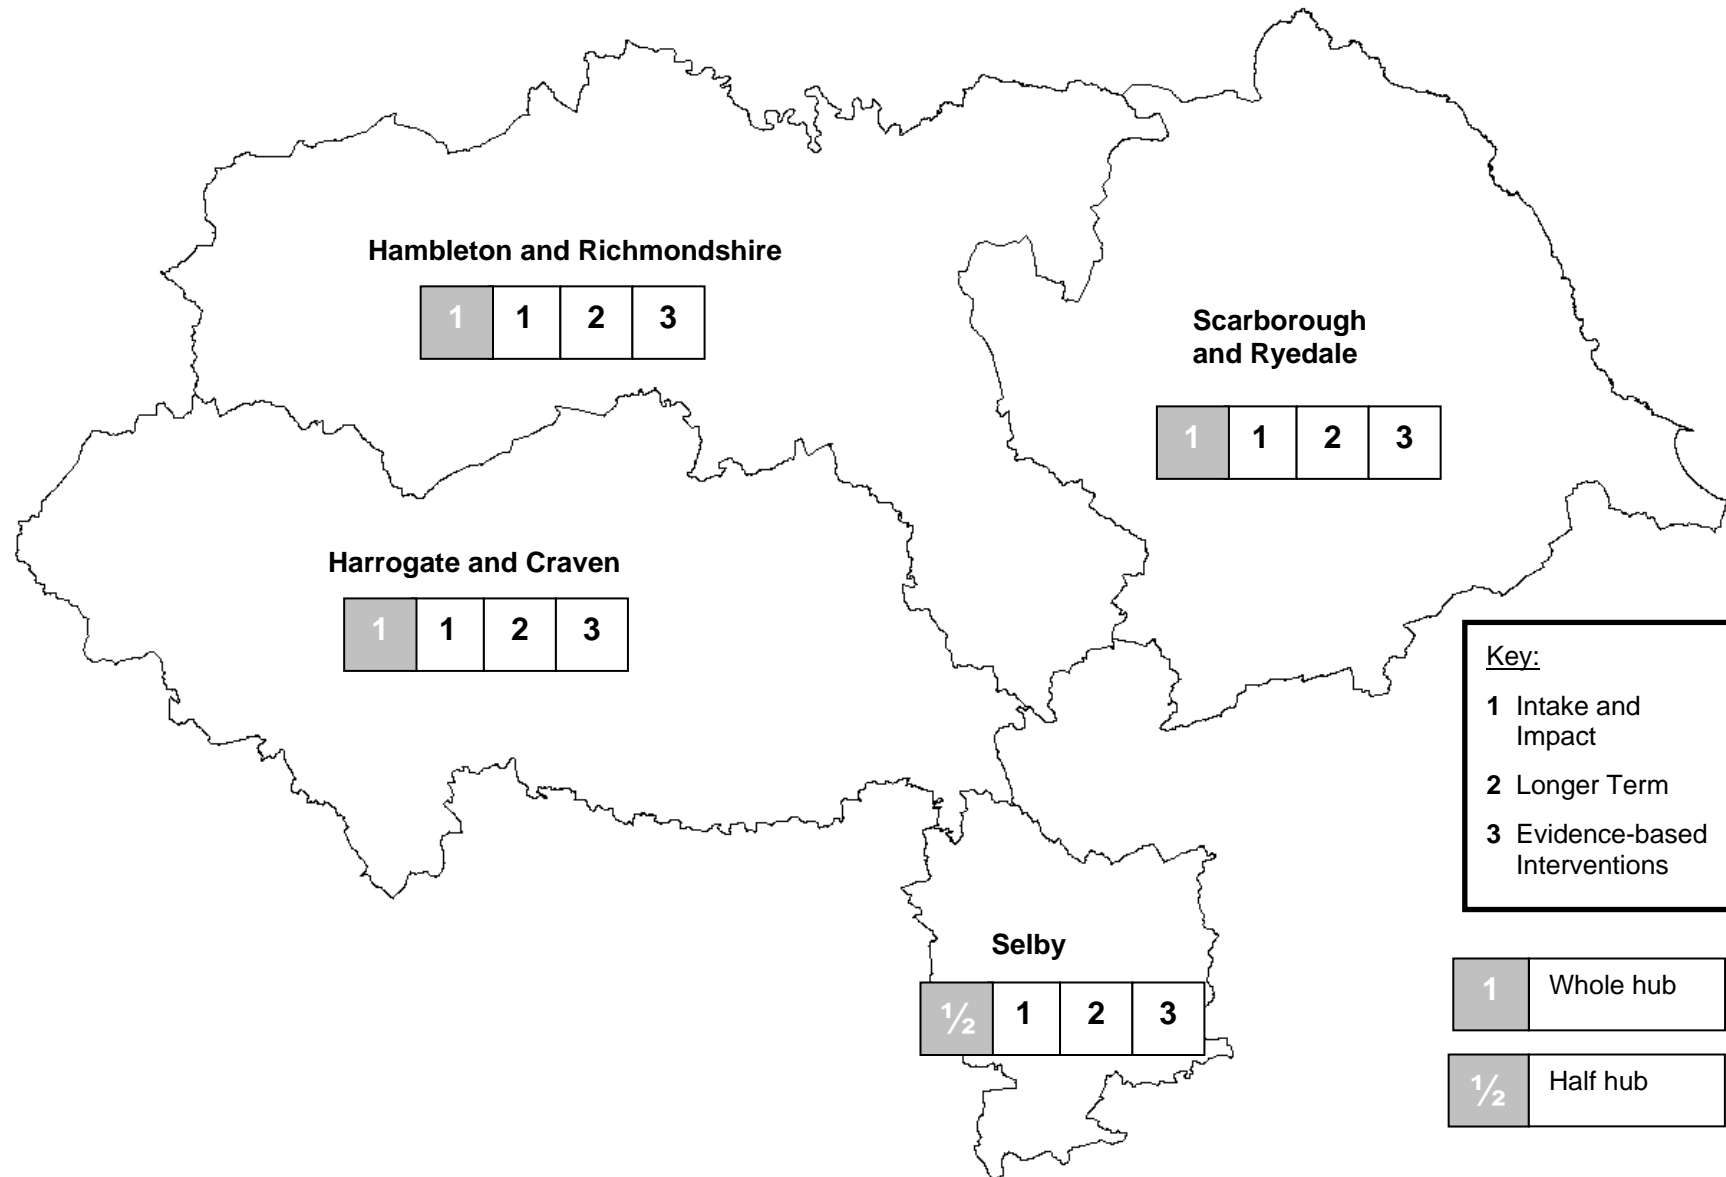 Hambleton and Richmondshire
1 1 2 3
Scarborough
and Ryedale
1 1 2 3
Harrogate and Craven
1 1 2 3
Selby
½ 1 2 3
Key:
1 Intake and
Impact
2 Longer Term
3 Evidence-based
Interventions
1 Whole hub
½ Half hub